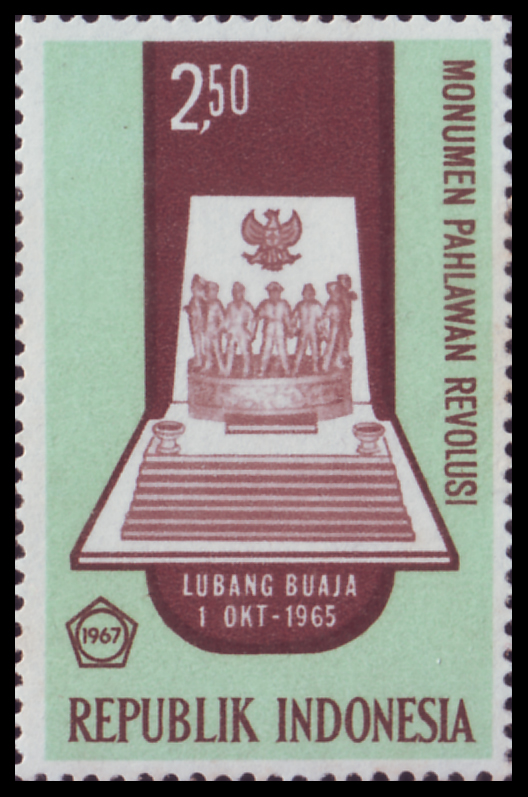 2,50
MONUMEN PAHLAWAN REVOLUSI
LUBANG BUAJA
1 OKT-1965
1967
REPUBLIK INDONESIA